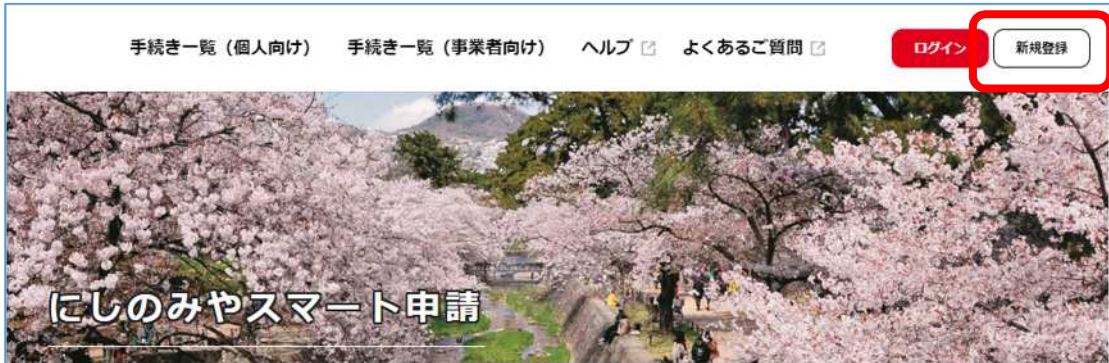 手続き一覧（個人向け） 手続き一覧（事業者向け） ヘルプ よくあるご質問 ログイン 新規登録
にしのみやスマート申請